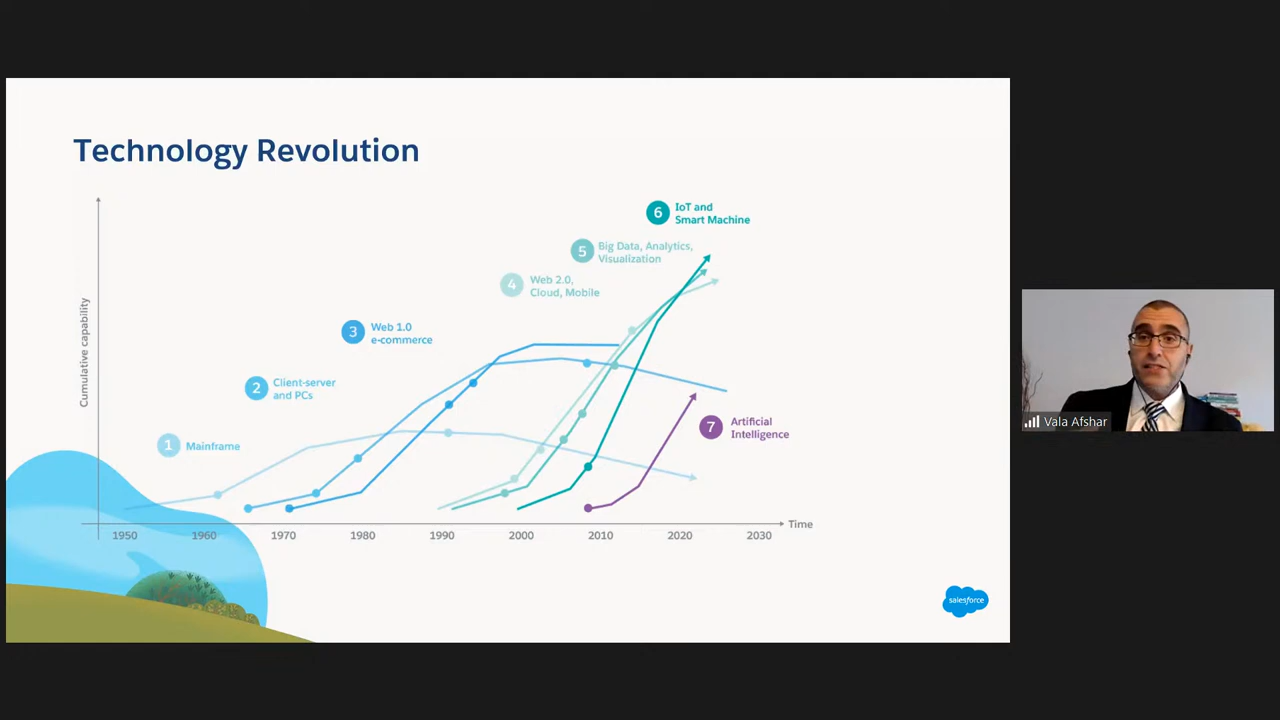 Technology Revolution
6
IoT and
Smart Machine
5
Big Data, Analytics,
Visualization
4
Web 2.0,
Cloud, Mobile
3
Web 1.0
e-commerce
2
Client-server
and PCs
1
Mainframe
7
Artificial
Intelligence
Cumulative capability
Time
1950 1960 1970 1980 1990 2000 2010 2020 2030
salesforce
Vala Afshar